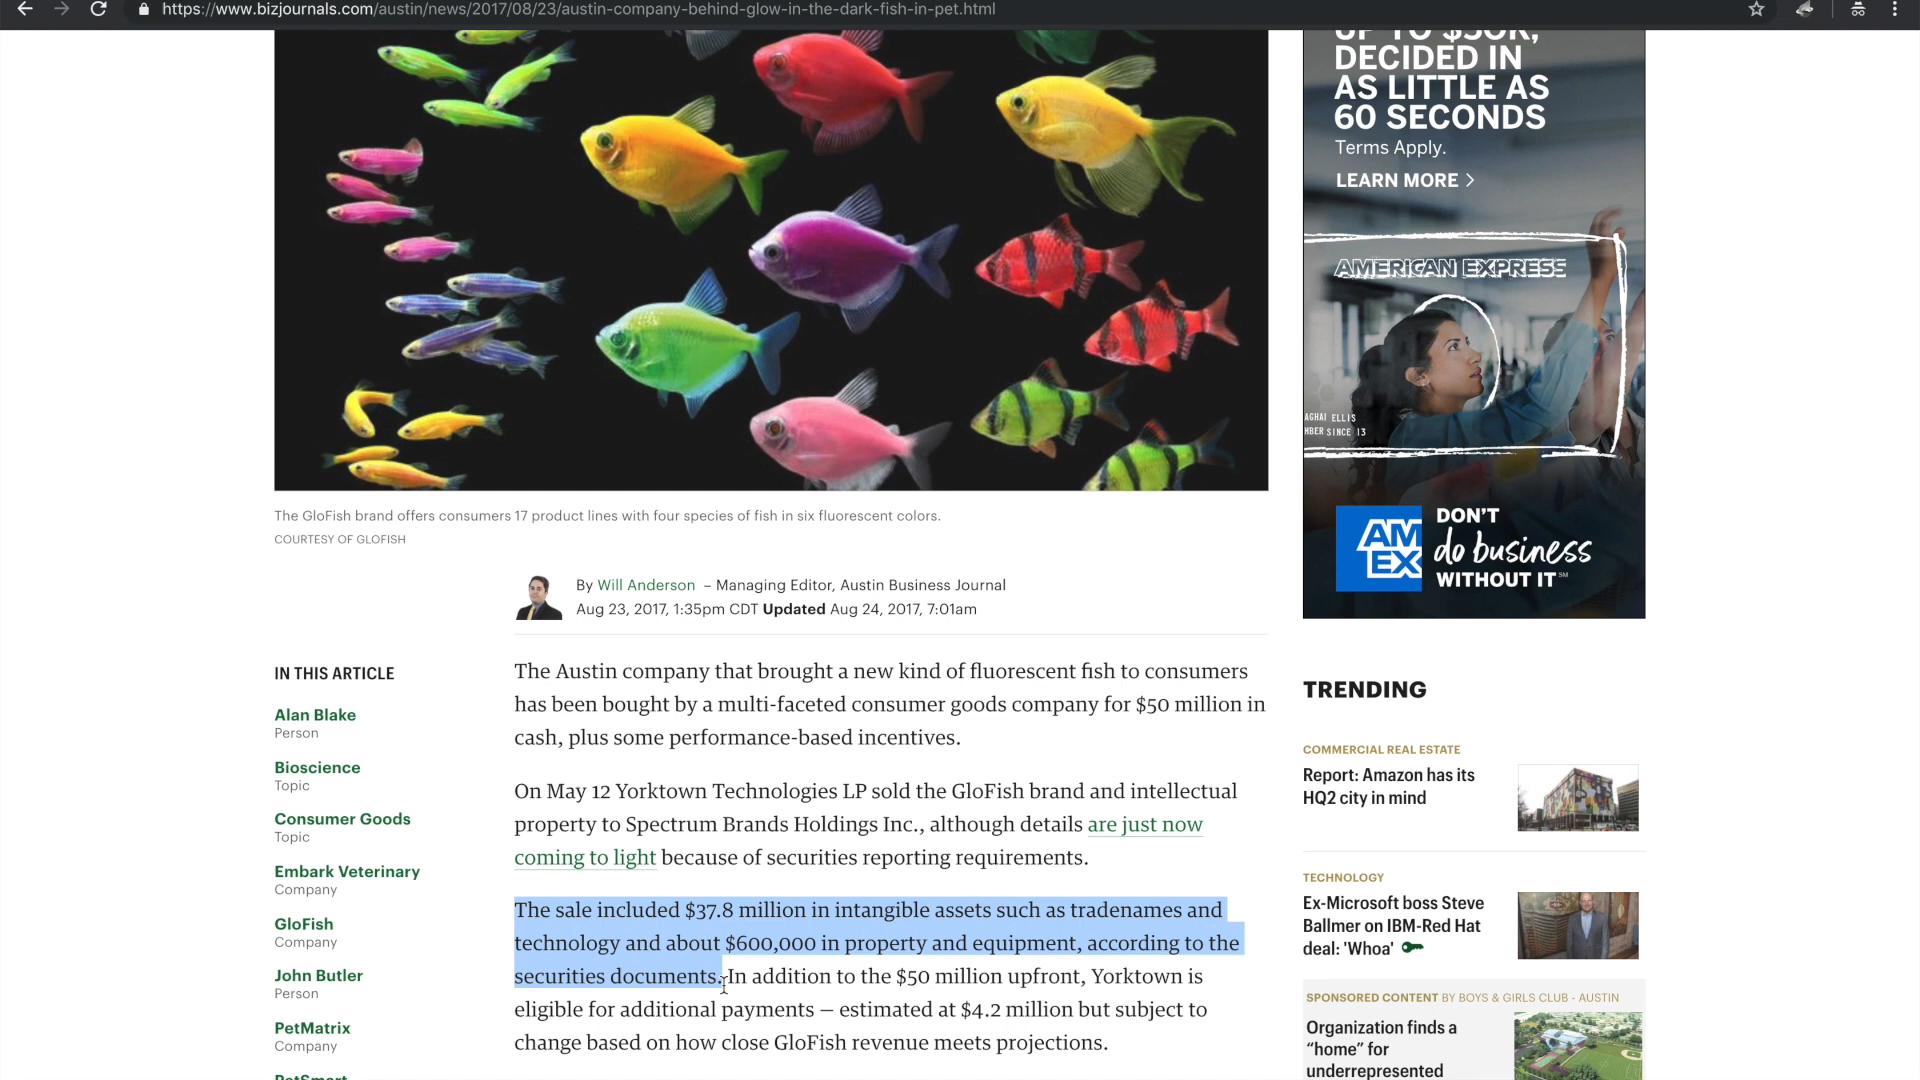 https://www.bizjournals.com/austin/news/2017/08/23/austin-company-behind-glow-in-the-dark-fish-in-pet.html
The GloFish brand offers consumers 17 product lines with four species of fish in six fluorescent colors.
COURTESY OF GLOFISH
By Will Anderson – Managing Editor, Austin Business Journal
Aug 23, 2017, 1:35pm CDT Updated Aug 24, 2017, 7:01am
IN THIS ARTICLE
Alan Blake
Person
Bioscience
Topic
Consumer Goods
Topic
Embark Veterinary
Company
GloFish
Company
John Butler
Person
PetMatrix
Company
PetSmart
The Austin company that brought a new kind of fluorescent fish to consumers
has been bought by a multi-faceted consumer goods company for $50 million in
cash, plus some performance-based incentives.
On May 12 Yorktown Technologies LP sold the GloFish brand and intellectual
property to Spectrum Brands Holdings Inc., although details are just now
coming to light because of securities reporting requirements.
The sale included $37.8 million in intangible assets such as tradenames and
technology and about $600,000 in property and equipment, according to the
securities documents. In addition to the $50 million upfront, Yorktown is
eligible for additional payments — estimated at $4.2 million but subject to
change based on how close GloFish revenue meets projections.
UP TO $50K,
DECIDED IN
AS LITTLE AS
60 SECONDS
Terms Apply.
LEARN MORE >
AMERICAN EXPRESS
AGHAI ELLIS
MBER SINCE 13
AM
EX
DON'T
do business
WITHOUT IT℠
TRENDING
COMMERCIAL REAL ESTATE
Report: Amazon has its
HQ2 city in mind
TECHNOLOGY
Ex-Microsoft boss Steve
Ballmer on IBM-Red Hat
deal: 'Whoa'
SPONSORED CONTENT BY BOYS & GIRLS CLUB - AUSTIN
Organization finds a
“home” for
underrepresented